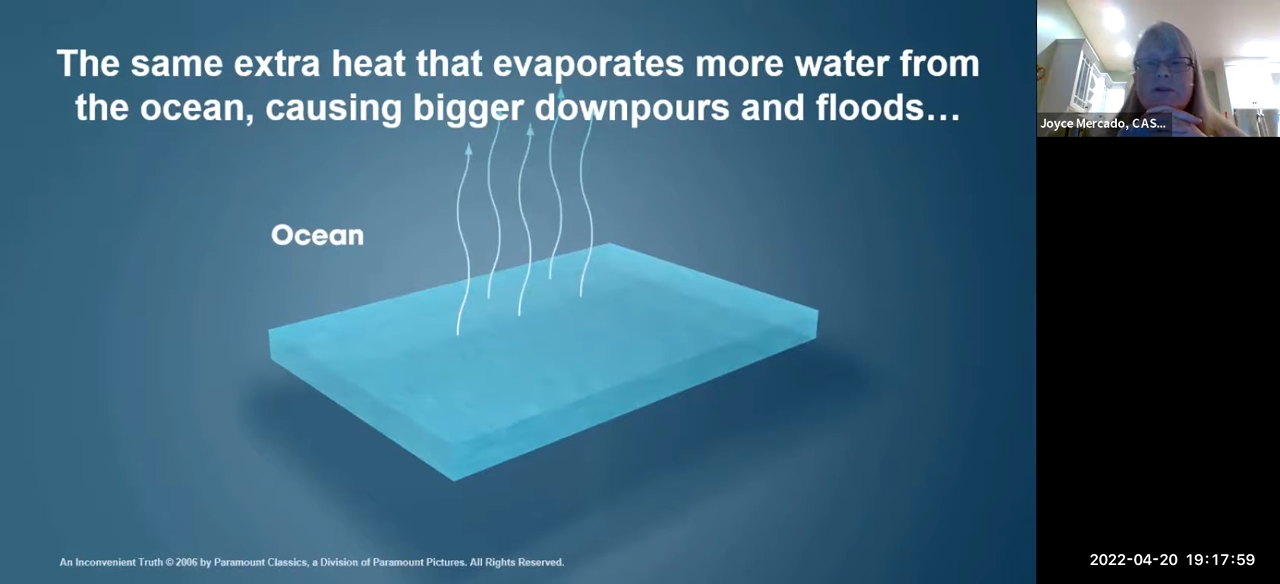 The same extra heat that evaporates more water from
the ocean, causing bigger downpours and floods…
Ocean
An Inconvenient Truth © 2006 by Paramount Classics, a Division of Paramount Pictures. All Rights Reserved.
Joyce Mercado, CAS...
2022-04-20 19:17:59